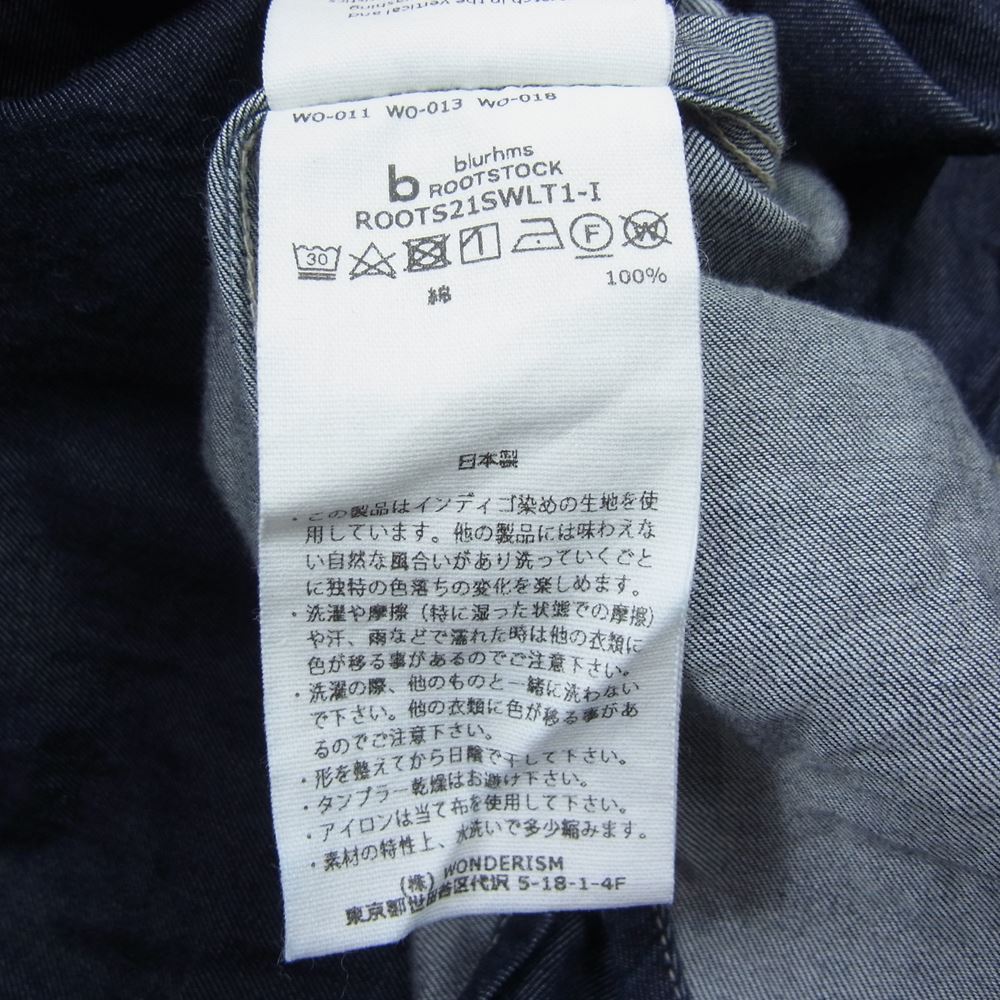 WO-011 WO-013 WO-018
b blurhms
ROOTSTOCK
ROOTS21SWLT1-I
30 F W
綿 100%
日本製
・この製品はインディゴ染めの生地を使
用しています。他の製品には味わえな
い自然な風合いがあり洗っていくごと
に独特の色落ちの変化を楽しめます。
・洗濯や摩擦（特に湿った状態での摩擦）
や汗、雨などで濡れた時は他の衣類に
色が移る事があるのでご注意下さい。
・洗濯の際、他のものと一緒に洗わない
で下さい。他の衣類に色が移る事があ
るのでご注意下さい。
・形を整えてから日陰で干して下さい。
・タンブラー乾燥はお避け下さい。
・アイロンは当て布を使用して下さい。
・素材の特性上、水洗いで多少縮みます。
(株) WONDERISM
東京都世田谷区代沢 5-18-1-4F